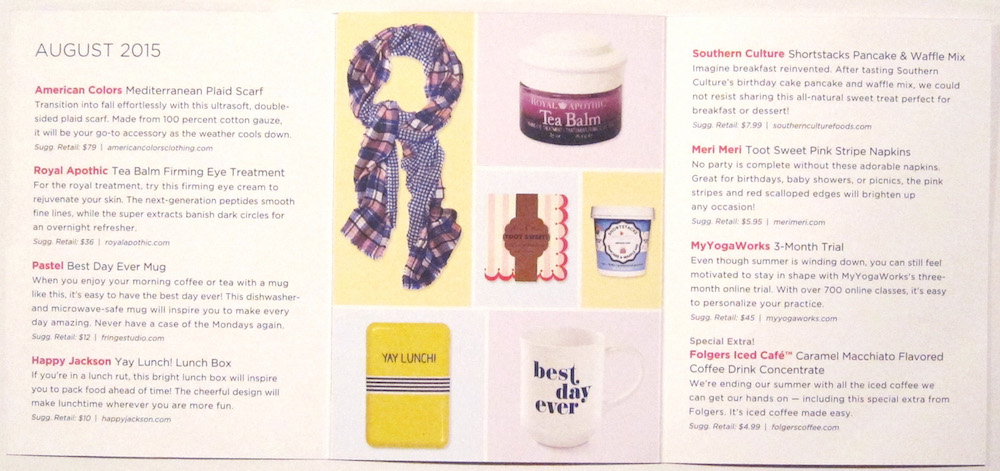 AUGUST 2015
American Colors Mediterranean Plaid Scarf
Transition into fall effortlessly with this ultrasoft, double-
sided plaid scarf. Made from 100 percent cotton gauze,
it will be your go-to accessory as the weather cools down.
Sugg. Retail: $79 | americancolorsclothing.com
Royal Apothic Tea Balm Firming Eye Treatment
For the royal treatment, try this firming eye cream to
rejuvenate your skin. The next-generation peptides smooth
fine lines, while the super extracts banish dark circles for
an overnight refresher.
Sugg. Retail: $36 | royalapothic.com
Pastel Best Day Ever Mug
When you enjoy your morning coffee or tea with a mug
like this, it's easy to have the best day ever! This dishwasher-
and microwave-safe mug will inspire you to make every
day amazing. Never have a case of the Mondays again.
Sugg. Retail: $12 | fringestudio.com
Happy Jackson Yay Lunch! Lunch Box
If you're in a lunch rut, this bright lunch box will inspire
you to pack food ahead of time! The cheerful design will
make lunchtime wherever you are more fun.
Sugg. Retail: $10 | happyjackson.com
ROYAL APOTHIC
Tea Balm
TOOT SWEET
SHORTSTACKS
YAY LUNCH!
best
day
ever
Southern Culture Shortstacks Pancake & Waffle Mix
Imagine breakfast reinvented. After tasting Southern
Culture's birthday cake pancake and waffle mix, we could
not resist sharing this all-natural sweet treat perfect for
breakfast or dessert!
Sugg. Retail: $7.99 | southernculturefoods.com
Meri Meri Toot Sweet Pink Stripe Napkins
No party is complete without these adorable napkins.
Great for birthdays, baby showers, or picnics, the pink
stripes and red scalloped edges will brighten up
any occasion!
Sugg. Retail: $5.95 | merimeri.com
MyYogaWorks 3-Month Trial
Even though summer is winding down, you can still feel
motivated to stay in shape with MyYogaWorks's three-
month online trial. With over 700 online classes, it's easy
to personalize your practice.
Sugg. Retail: $45 | myyogaworks.com
Special Extra!
Folgers Iced Café™ Caramel Macchiato Flavored
Coffee Drink Concentrate
We're ending our summer with all the iced coffee we
can get our hands on — including this special extra from
Folgers. It's iced coffee made easy.
Sugg. Retail: $4.99 | folgerscoffee.com